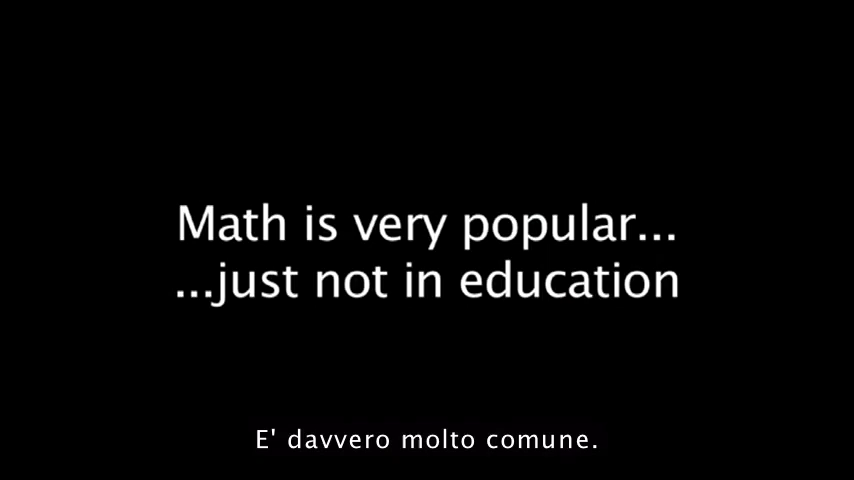 Math is very popular...
...just not in education
E' davvero molto comune.